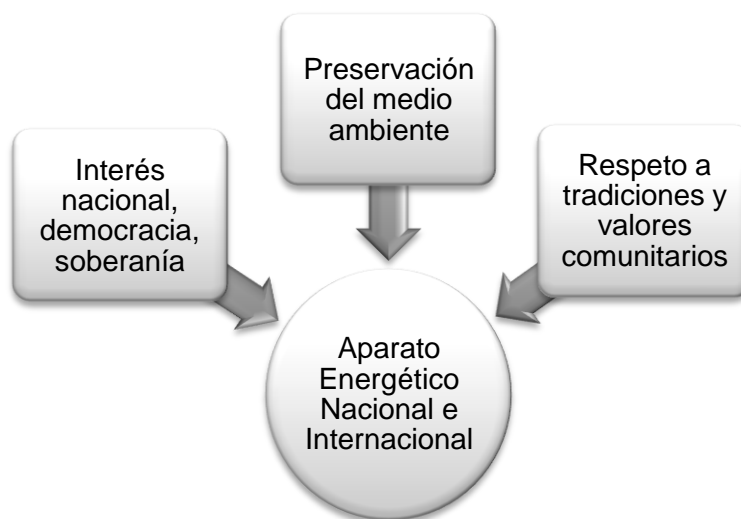 Preservación
del medio
ambiente
Interés
nacional,
democracia,
soberanía
Respeto a
tradiciones y
valores
comunitarios
Aparato
Energético
Nacional e
Internacional